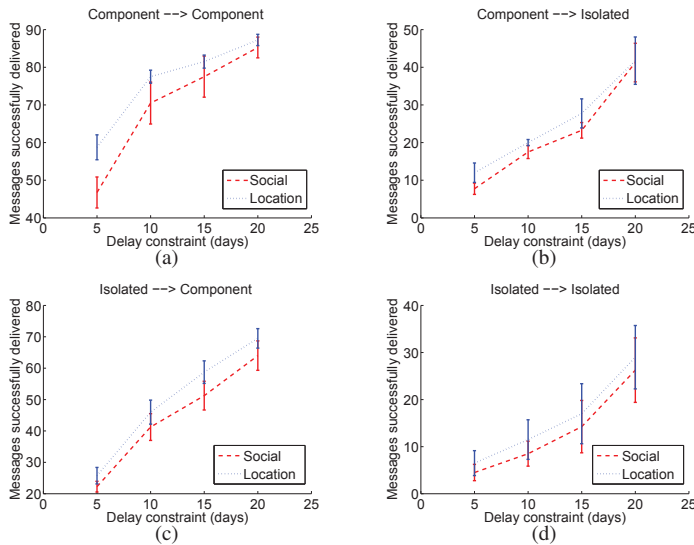 Component −−> Component
Messages successfully delivered
90
80
70
60
50
40
0 5 10 15 20 25
Delay constraint (days)
Social
Location
(a)
Component −−> Isolated
Messages successfully delivered
60
50
40
30
20
10
0
0 5 10 15 20 25
Delay constraint (days)
Social
Location
(b)
Isolated −−> Component
Messages successfully delivered
80
70
60
50
40
30
20
0 5 10 15 20 25
Delay constraint (days)
Social
Location
(c)
Isolated −−> Isolated
Messages successfully delivered
40
30
20
10
0
0 5 10 15 20 25
Delay constraint (days)
Social
Location
(d)